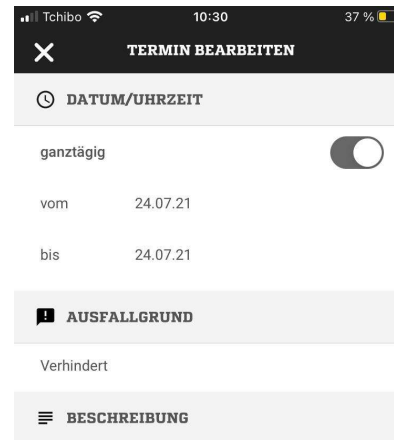 Tchibo 10:30 37 %
TERMIN BEARBEITEN
DATUM/UHRZEIT
ganztägig
vom 24.07.21
bis 24.07.21
AUSFALLGRUND
Verhindert
BESCHREIBUNG